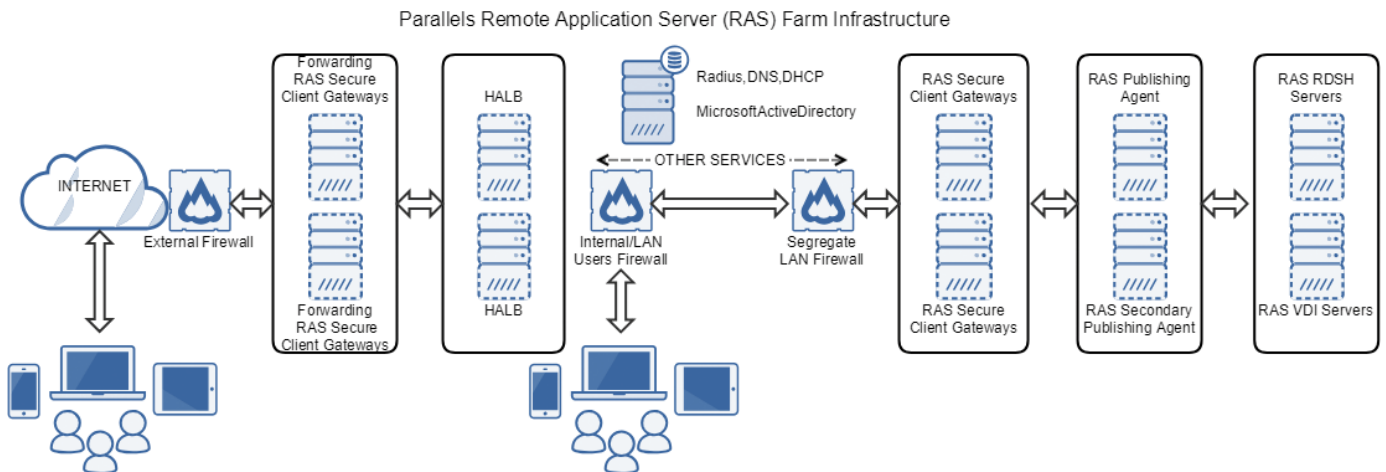 Parallels Remote Application Server (RAS) Farm Infrastructure
Forwarding
RAS Secure
Client Gateways
Forwarding
RAS Secure
Client Gateways
HALB
HALB
Radius,DNS,DHCP
MicrosoftActiveDirectory
OTHER SERVICES
RAS Secure
Client Gateways
RAS Secure
Client Gateways
RAS Publishing
Agent
RAS Secondary
Publishing Agent
RAS RDSH
Servers
RAS VDI Servers
INTERNET
External Firewall
Internal/LAN
Users Firewall
Segregate
LAN Firewall